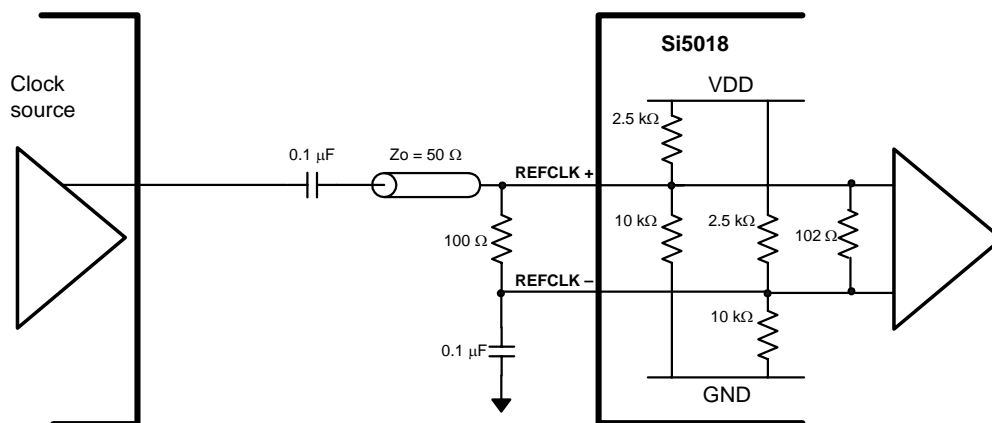 Si5018
Clock
source
VDD
2.5 kΩ
0.1 μF
Zo = 50 Ω
REFCLK +
100 Ω
10 kΩ
2.5 kΩ
102 Ω
REFCLK –
10 kΩ
0.1 μF
GND